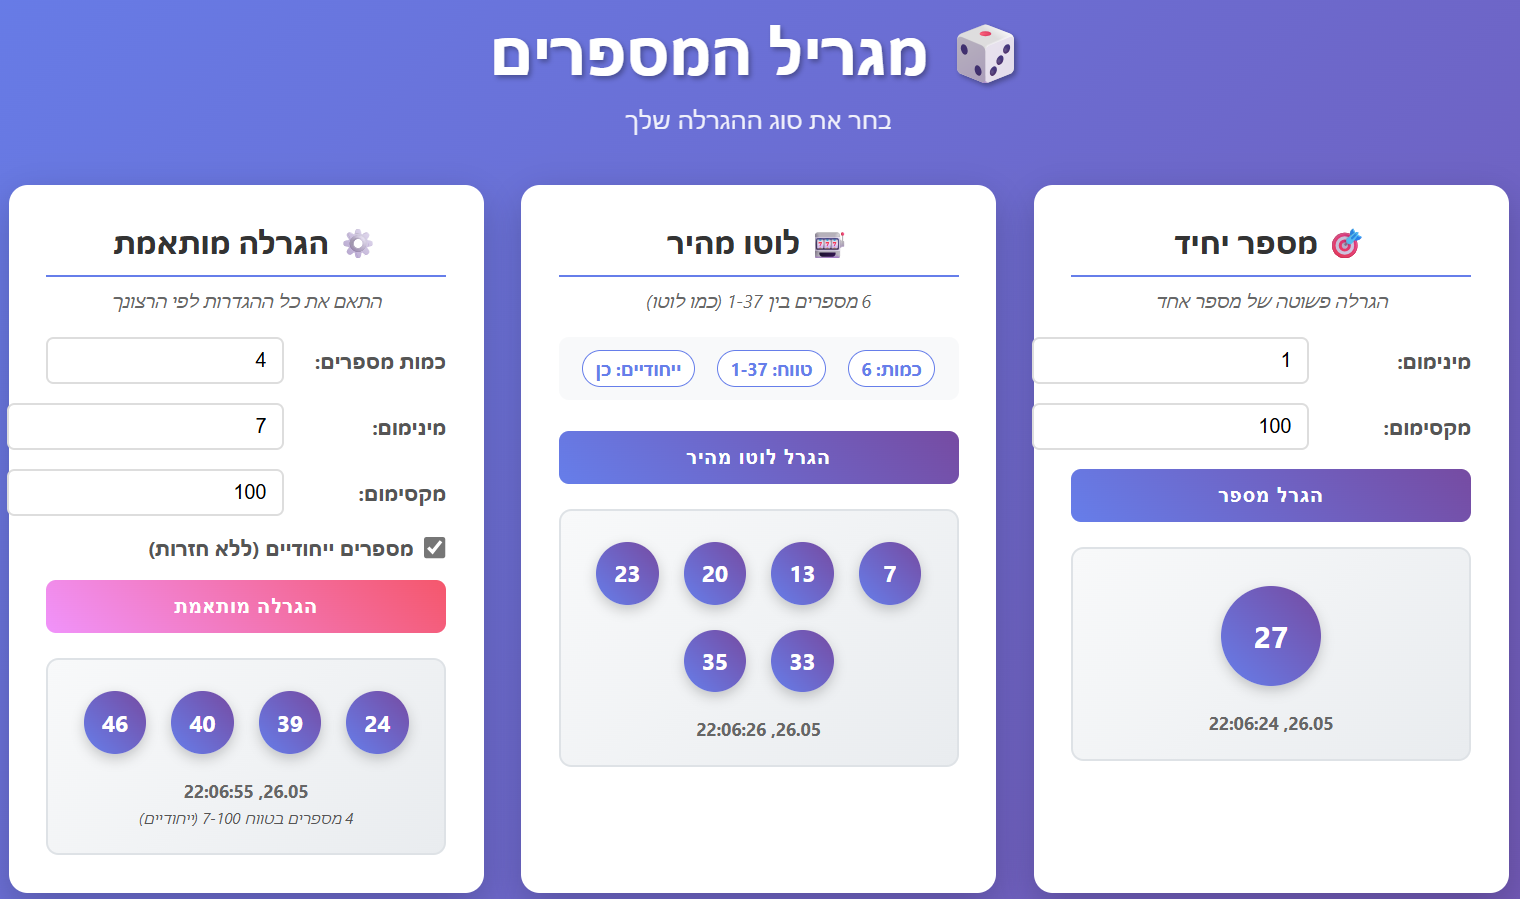 מגריל המספרים
בחר את סוג ההגרלה שלך
מספר יחיד
הגרלה פשוטה של מספר אחד
מינימום:
1
מקסימום:
100
הגרל מספר
27
26.05, 22:06:24
לוטו מהיר
6 מספרים בין 1-37 (כמו לוטו)
כמות: 6
טווח: 1-37
ייחודיים: כן
הגרל לוטו מהיר
7 13 20 23
33 35
26.05, 22:06:26
הגרלה מותאמת
התאם את כל ההגדרות לפי הרצונך
כמות מספרים:
4
מינימום:
7
מקסימום:
100
מספרים ייחודיים (ללא חזרות)
הגרלה מותאמת
24 39 40 46
26.05, 22:06:55
4 מספרים בטווח 7-100 (ייחודיים)